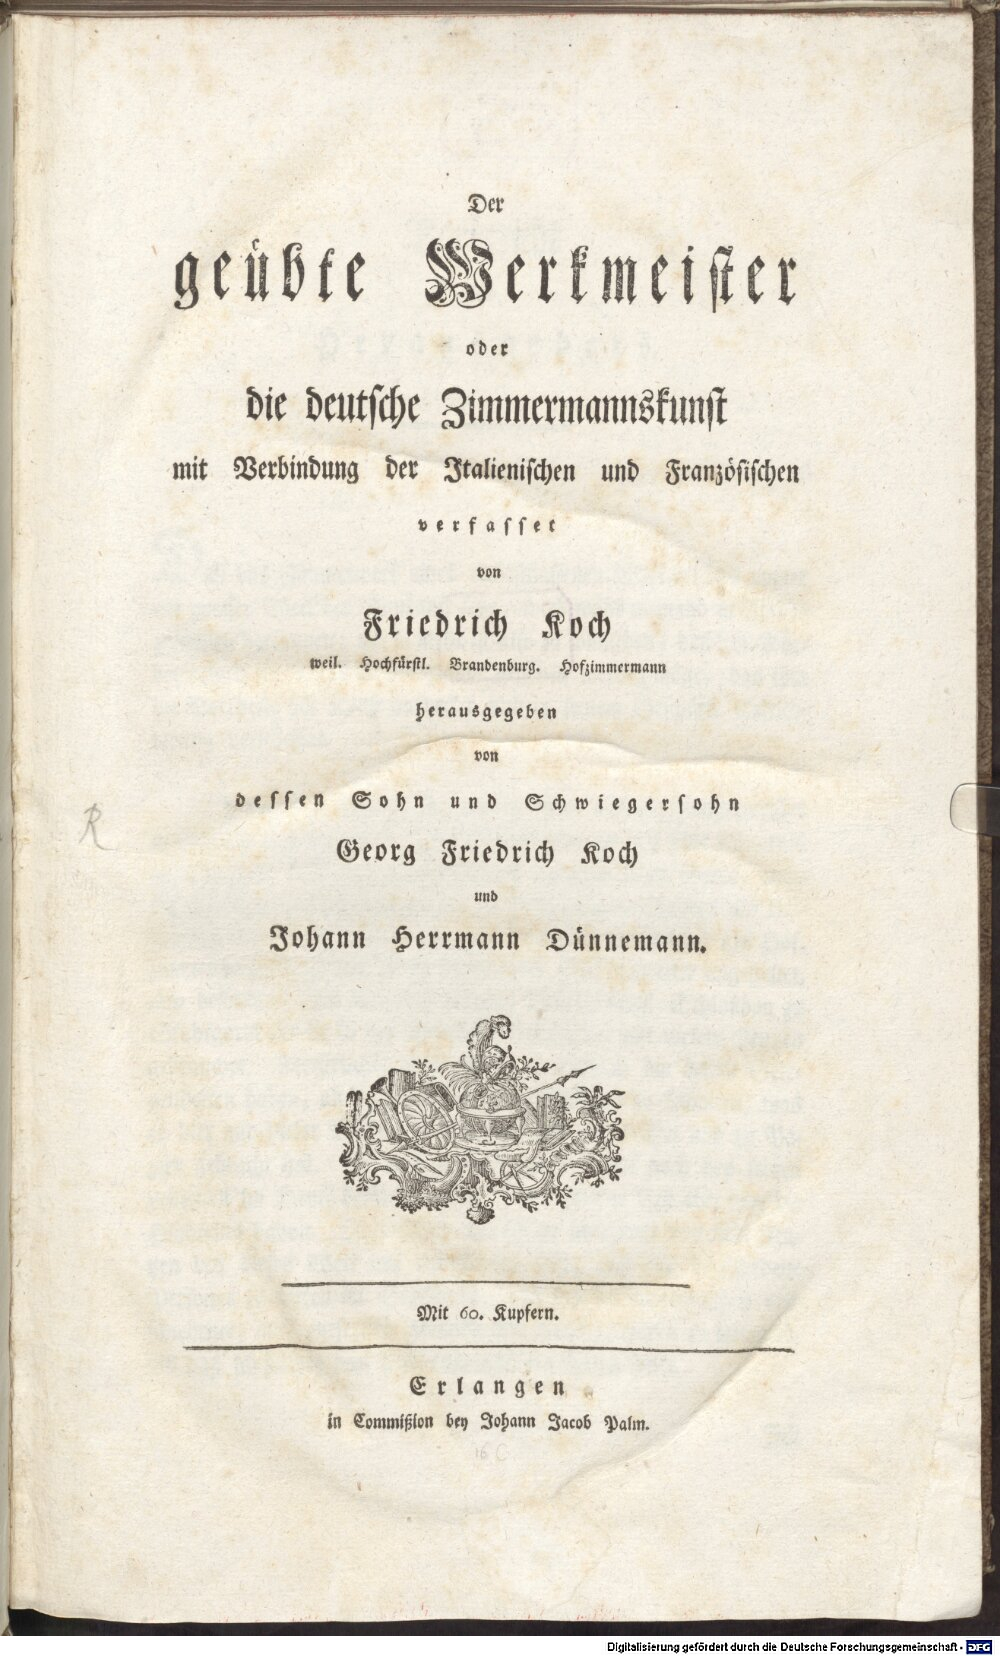 Der
geübte Werkmeister
oder
die deutsche Zimmermannskunst
mit Verbindung der Italienischen und Französischen
verfasset
von
Friedrich Koch
weil. Hochfürstl. Brandenburg. Hofzimmermann
herausgegeben
von
dessen Sohn und Schwiegersohn
R
Georg Friedrich Koch
und
Johann Herrmann Dünnemann.
Mit 60. Kupfern.
Erlangen
in Commißion bey Johann Jacob Palm.
Digitalisierung gefördert durch die Deutsche Forschungsgemeinschaft - DFG